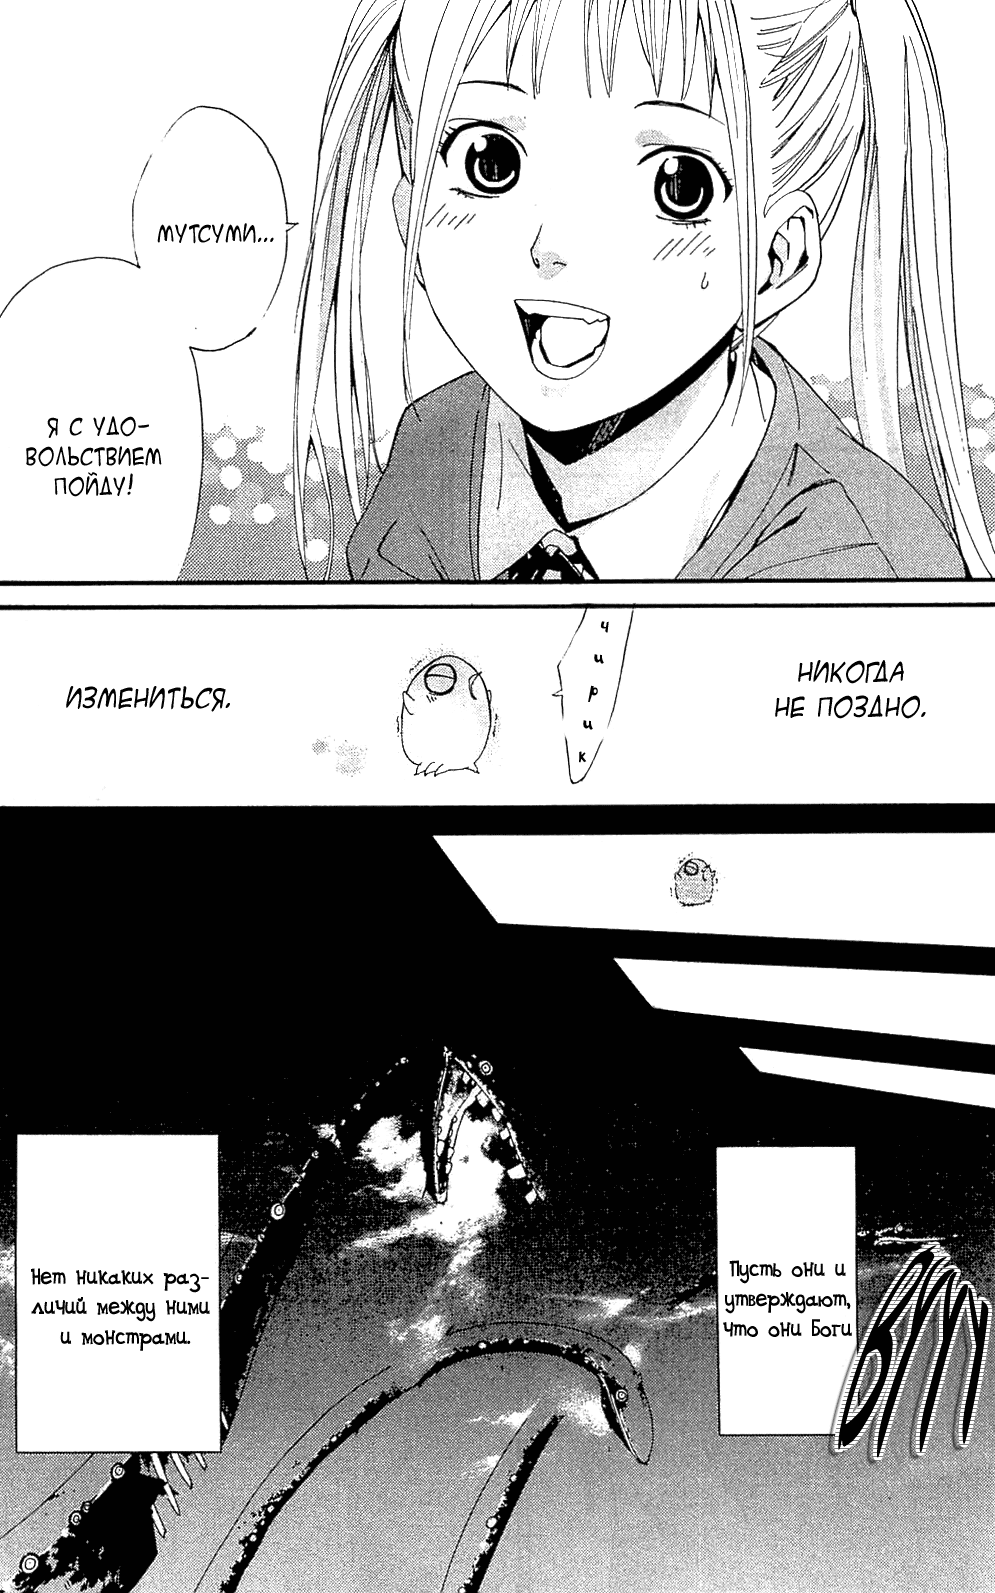 МУТСУМИ...
Я С УДО-
ВОЛЬСТВИЕМ
ПОЙДУ!
НИКОГДА
НЕ ПОЗДНО.
чирик
ИЗМЕНИТЬСЯ.
Пусть они и
утверждают,
что они Боги
Нет никаких раз-
личий между ними
и монстрами.